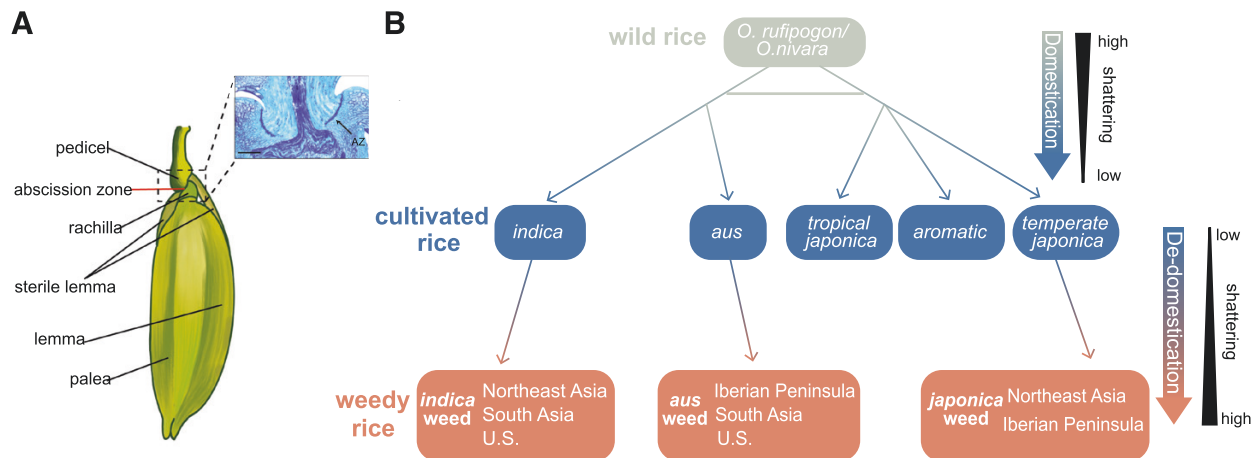 A
pedicel
abscission zone
rachilla
sterile lemma
lemma
palea
AZ
B
wild rice
O. rufipogon/
O.nivara
Domestication
high
shattering
low
cultivated
rice
indica
aus
tropical
japonica
aromatic
temperate
japonica
De-domestication
low
shattering
high
weedy
rice
indica
weed
Northeast Asia
South Asia
U.S.
aus
weed
Iberian Peninsula
South Asia
U.S.
japonica
weed
Northeast Asia
Iberian Peninsula